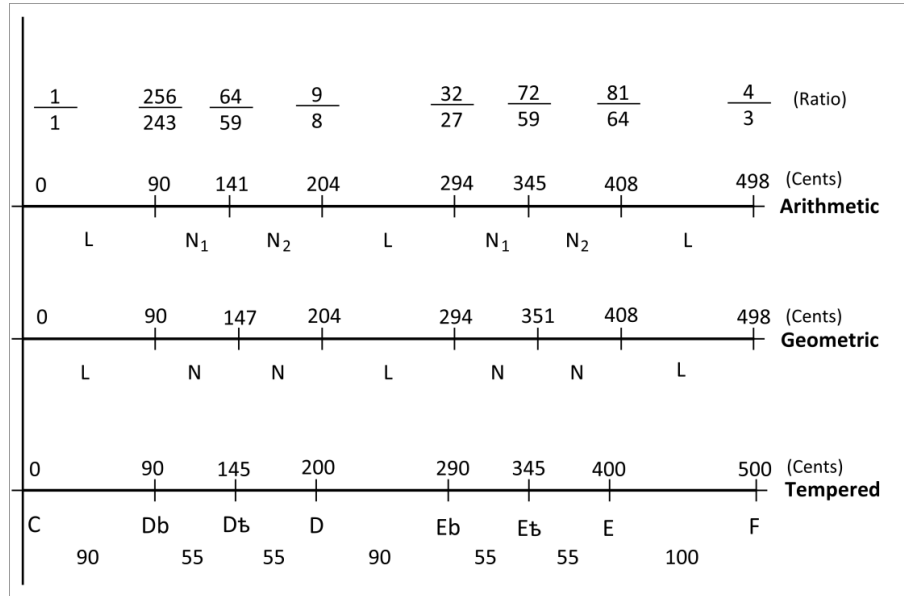 1 256 64 9 32 72 81 4 (Ratio)
1 243 59 8 27 59 64 3
0 90 141 204 294 345 408 498 (Cents)
Arithmetic
L N₁ N₂ L N₁ N₂ L
0 90 147 204 294 351 408 498 (Cents)
Geometric
L N N L N N L
0 90 145 200 290 345 400 500 (Cents)
Tempered
C Db Dŧ D Eb Eŧ E F
90 55 55 90 55 55 100